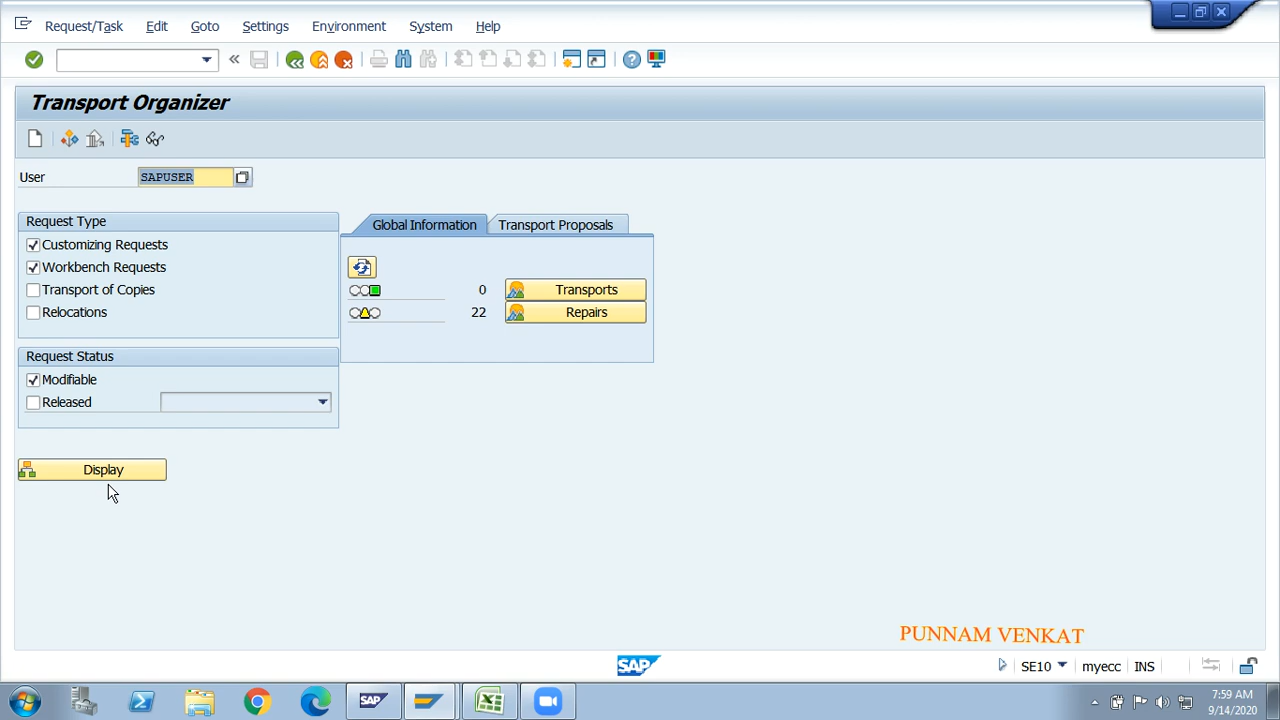 Request/Task Edit Goto Settings Environment System Help
Transport Organizer
User SAPUSER
Request Type
Customizing Requests
Workbench Requests
Transport of Copies
Relocations
Request Status
Modifiable
Released
Display
Global Information Transport Proposals
0 Transports
22 Repairs
PUNNAM VENKAT
SAP SE10 myecc INS
SAP
7:59 AM
9/14/2020